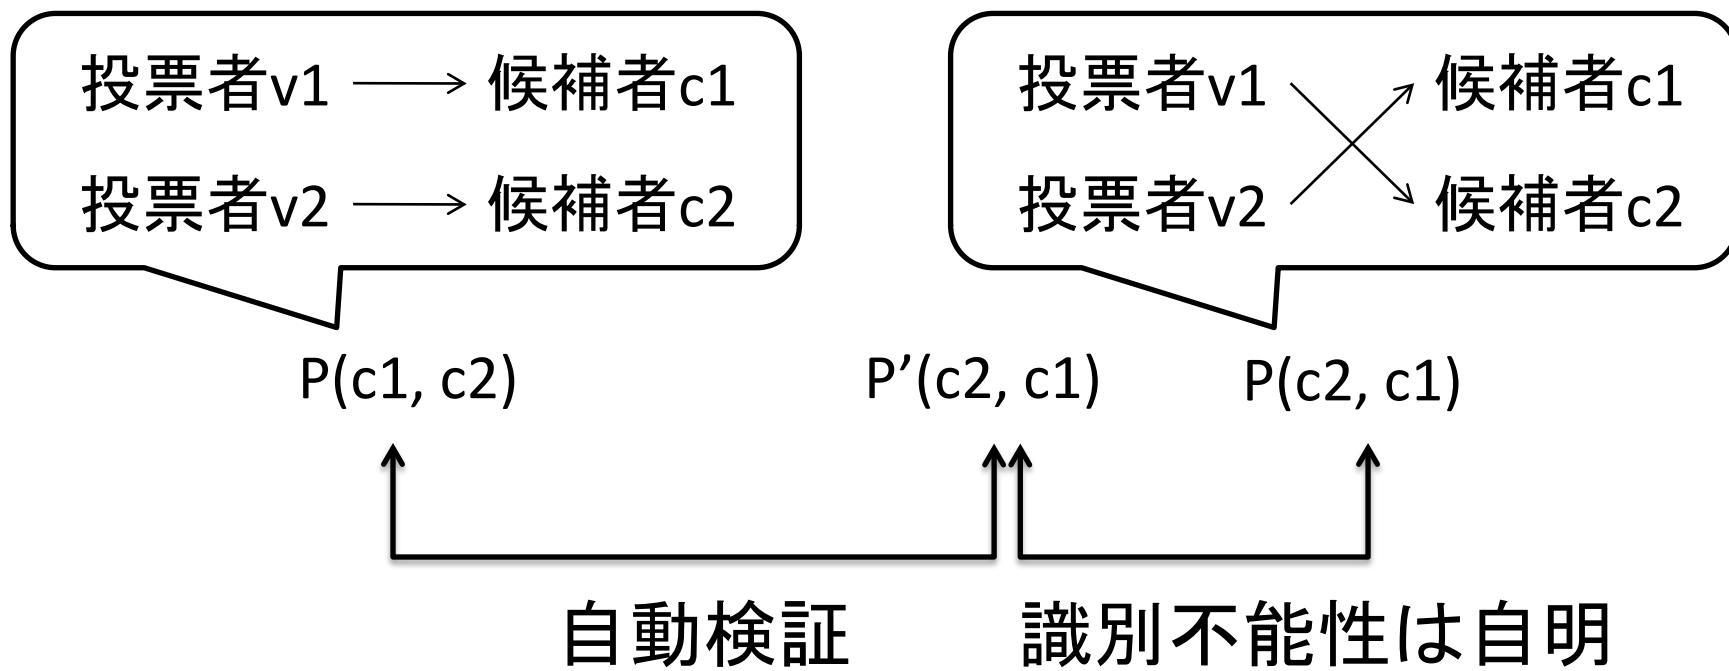 投票者v1 候補者c1
投票者v2 候補者c2
投票者v1 候補者c1
投票者v2 候補者c2
P(c1, c2)
P’(c2, c1)
P(c2, c1)
自動検証
識別不能性は自明